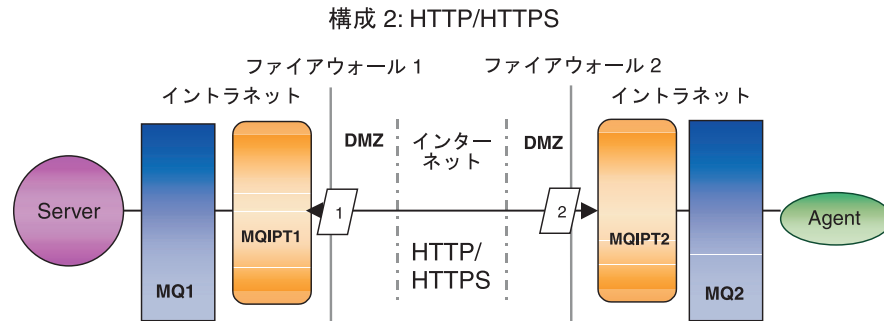 構成 2: HTTP/HTTPS
ファイアウォール 1
ファイアウォール 2
イントラネット
イントラネット
DMZ
インター
ネット
DMZ
Server
MQ1
MQIPT1
1
2
MQIPT2
MQ2
Agent
HTTP/
HTTPS